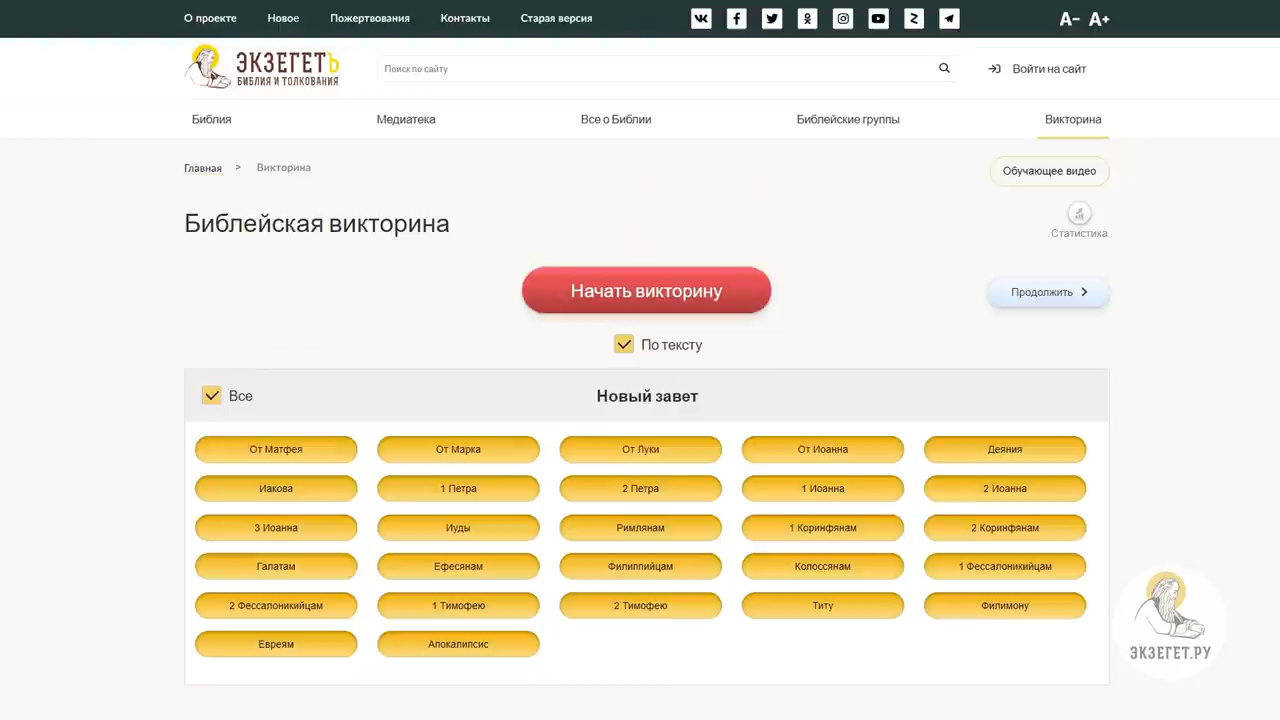 О проекте Новое Пожертвования Контакты Старая версия A- A+
ЭКЗЕГЕТЪ
БИБЛИЯ И ТОЛКОВАНИЯ
Поиск по сайту
Войти на сайт
Библия Медиатека Все о Библии Библейские группы Викторина
Главная > Викторина
Обучающее видео
Библейская викторина
Статистика
Начать викторину
Продолжить
По тексту
Все Новый завет
От Матфея От Марка От Луки От Иоанна Деяния
Иакова 1 Петра 2 Петра 1 Иоанна 2 Иоанна
3 Иоанна Иуды Римлянам 1 Коринфянам 2 Коринфянам
Галатам Ефесянам Филиппийцам Колоссянам 1 Фессалоникийцам
2 Фессалоникийцам 1 Тимофею 2 Тимофею Титу Филимону
Евреям Апокалипсис
ЭКЗЕГЕТ.РУ